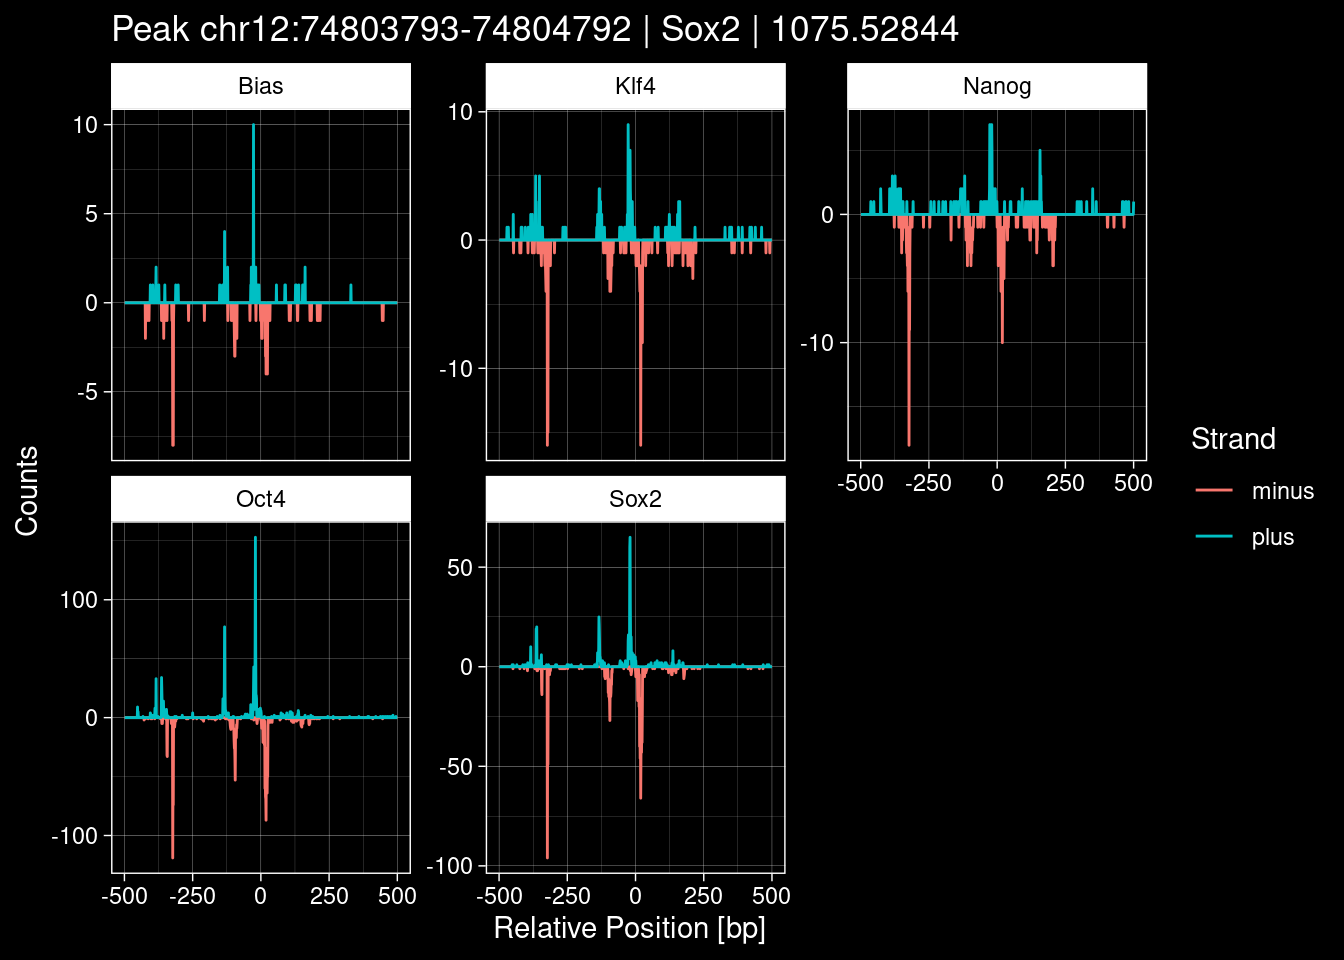 Peak chr12:74803793-74804792 | Sox2 | 1075.52844
Bias
Klf4
Nanog
10
5
0
-5
10
0
-10
0
-10
-500 -250 0 250 500
Oct4
Sox2
100
0
-100
50
0
-50
-100
-500 -250 0 250 500
-500 -250 0 250 500
Relative Position [bp]
Counts
Strand
minus
plus